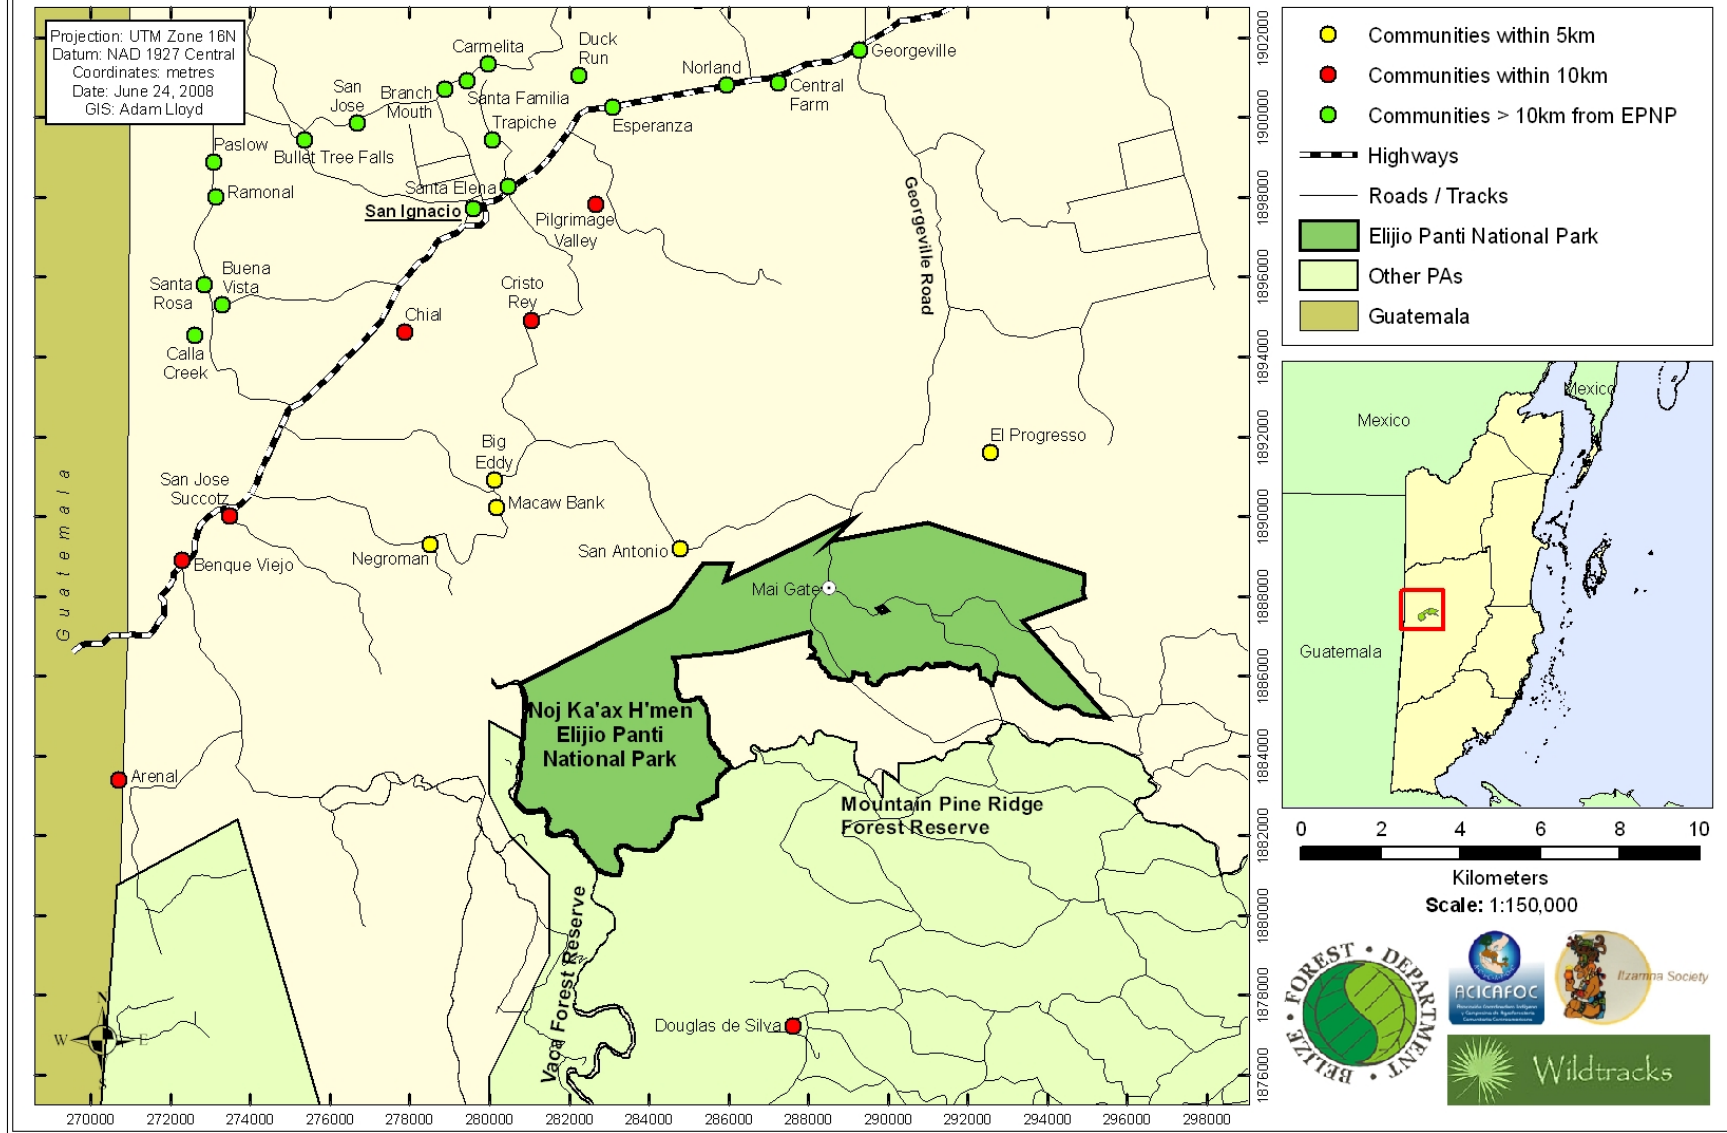 Projection: UTM Zone 16N
Datum: NAD 1927 Central
Coordinates: metres
Date: June 24, 2008
GIS: Adam Lloyd
Carmelita
Duck
Run
Georgeville
Norland
Central
Farm
San
Jose
Branch
Mouth
Santa Familia
Trapiche
Esperanza
Paslow
Bullet Tree Falls
Ramonal
Santa Elena
San Ignacio
Pilgrimage
Valley
Georgeville Road
Santa
Rosa
Buena
Vista
Cristo
Rey
Chial
Calla
Creek
El Progresso
Big
Eddy
Macaw Bank
San Jose
Succotz
Negroman
San Antonio
Benque Viejo
Guatemala
Mai Gate
Noj Ka'ax H'men
Elijio Panti
National Park
Arenal
Mountain Pine Ridge
Forest Reserve
Vaca Forest Reserve
Douglas de Silva
N
W
E
S
270000
272000
274000
276000
278000
280000
282000
284000
286000
288000
290000
292000
294000
296000
298000
1902000
1900000
1898000
1896000
1894000
1892000
1890000
1888000
1886000
1884000
1882000
1880000
1878000
1876000
Communities within 5km
Communities within 10km
Communities > 10km from EPNP
Highways
Roads / Tracks
Elijio Panti National Park
Other PAs
Guatemala
Mexico
Mexico
Guatemala
0 2 4 6 8 10
Kilometers
Scale: 1:150,000
BELIZE • FOREST • DEPARTMENT •
ACICAFOC
Itzamna Society
Wildtracks